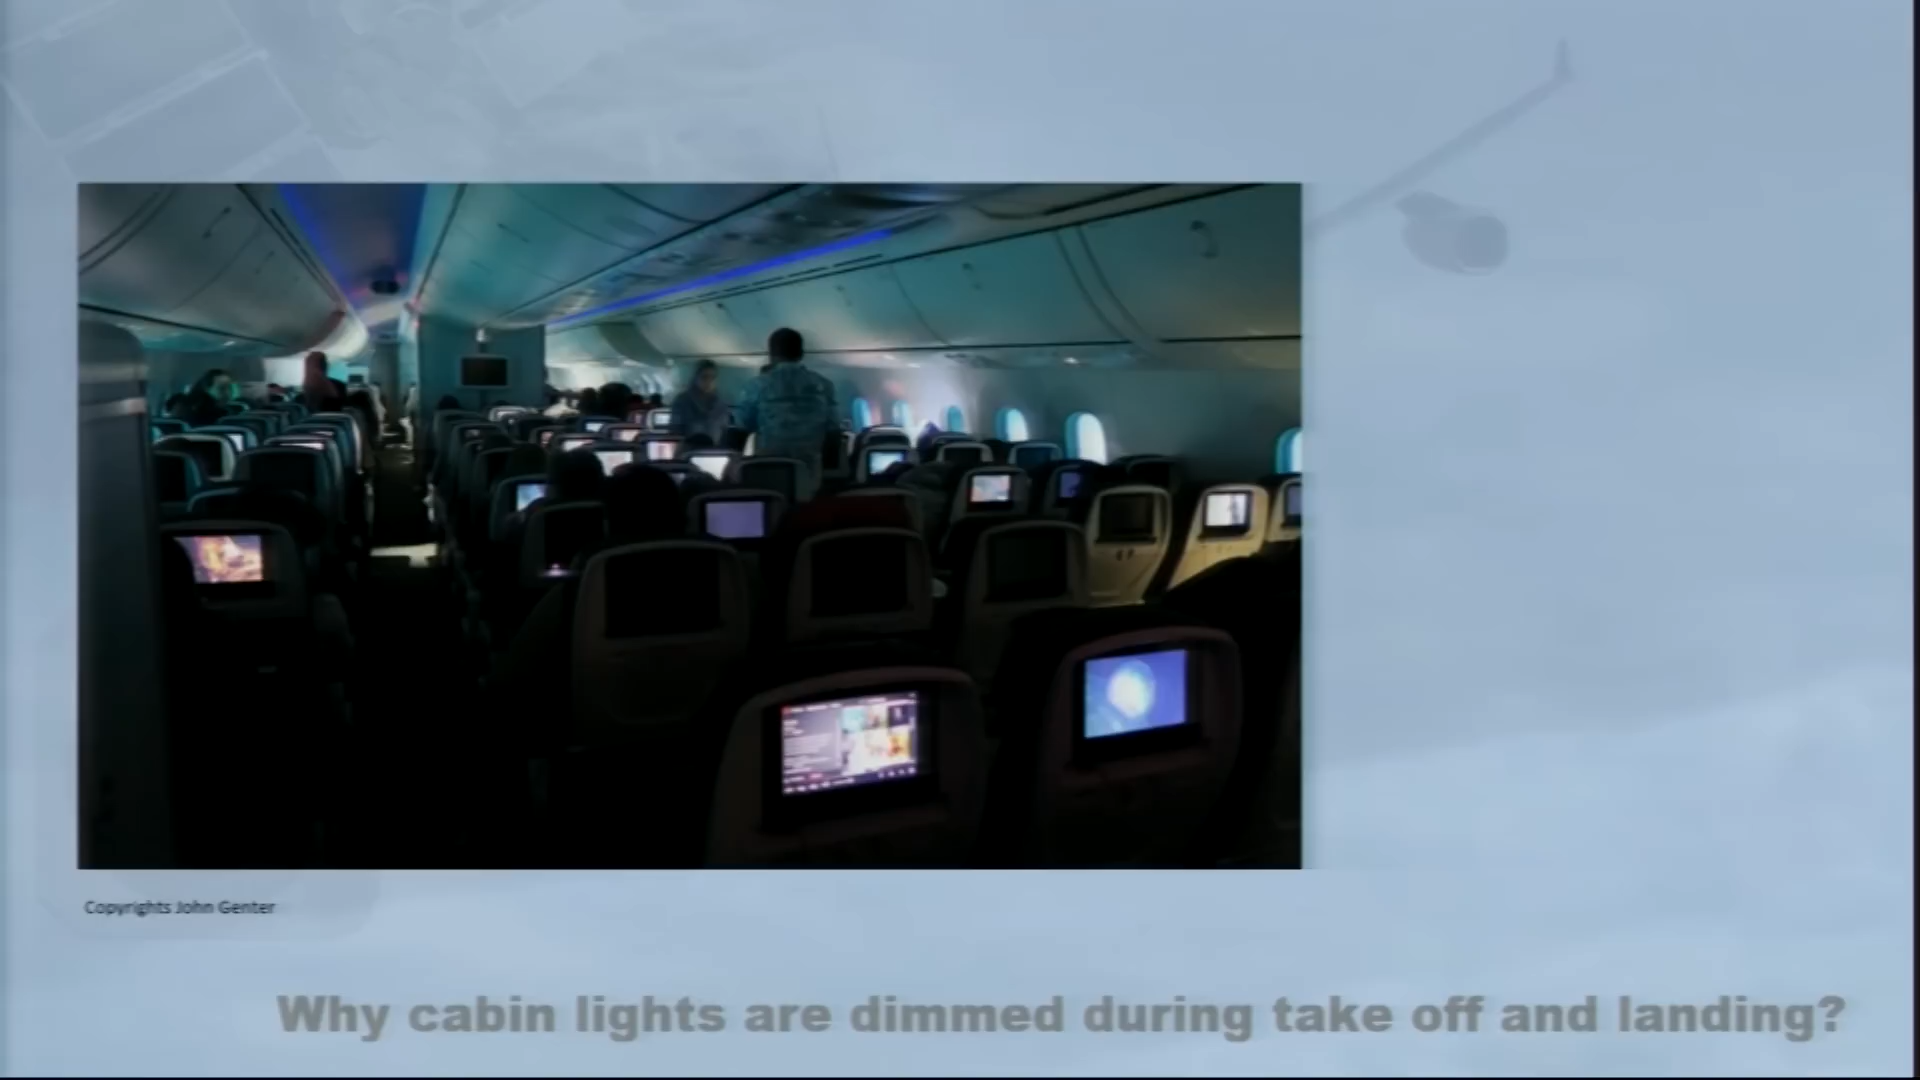 Copyrights John Genter
Why cabin lights are dimmed during take off and landing?